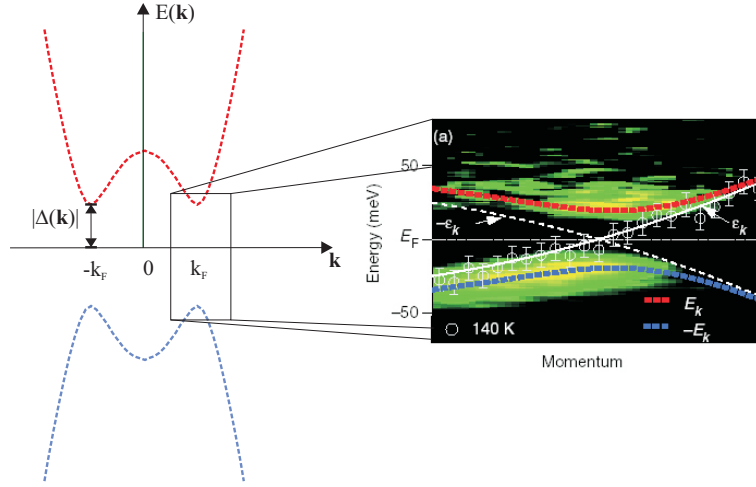 E(k)
|Δ(k)|
-k_F
0
k_F
k
(a)
50
E_F
−50
Energy (meV)
−ε_k
ε_k
E_k
−E_k
140 K
Momentum